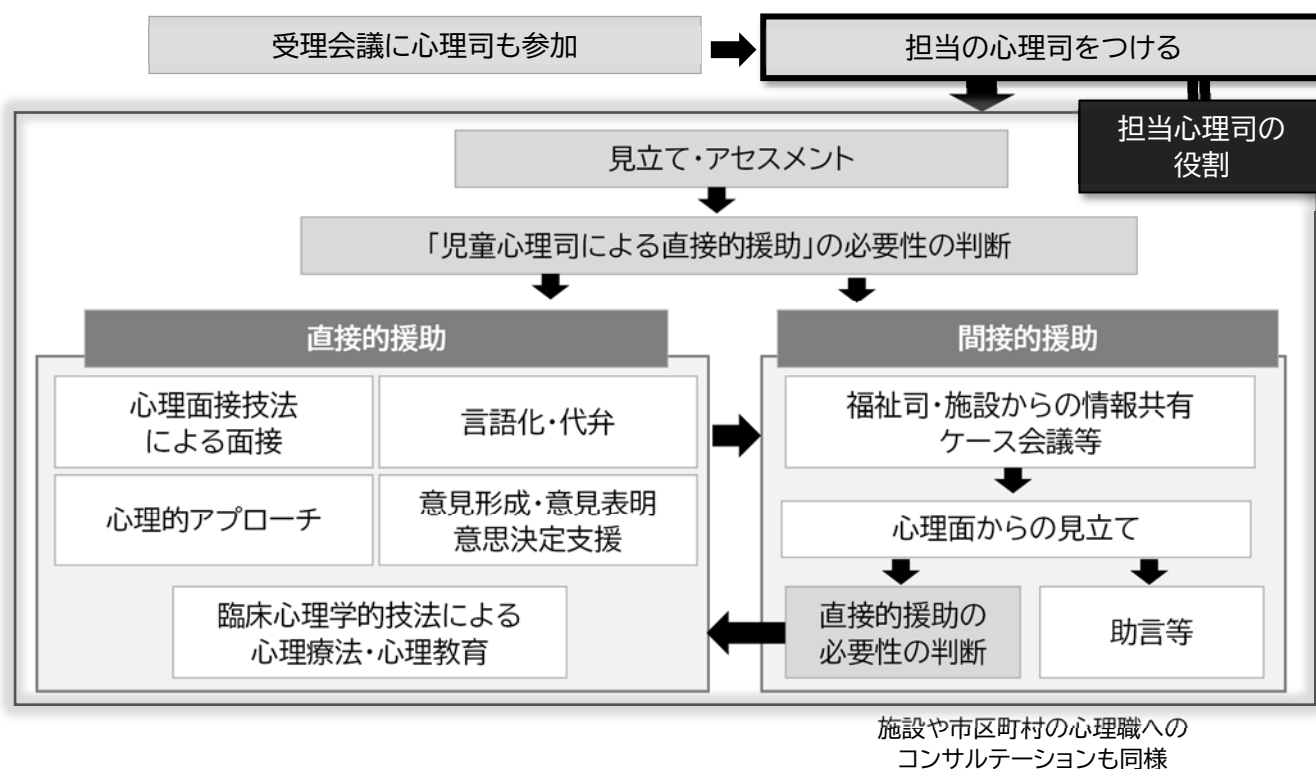 受理会議に心理司も参加
担当の心理司をつける
担当心理司の
役割
見立て・アセスメント
「児童心理司による直接的援助」の必要性の判断
直接的援助
心理面接技法
による面接
言語化・代弁
心理的アプローチ
意見形成・意見表明
意思決定支援
臨床心理学的技法による
心理療法・心理教育
間接的援助
福祉司・施設からの情報共有
ケース会議等
心理面からの見立て
直接的援助の
必要性の判断
助言等
施設や市区町村の心理職への
コンサルテーションも同様